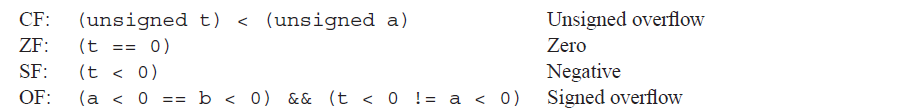 CF: (unsigned t) < (unsigned a) Unsigned overflow
ZF: (t == 0) Zero
SF: (t < 0) Negative
OF: (a < 0 == b < 0) && (t < 0 != a < 0) Signed overflow